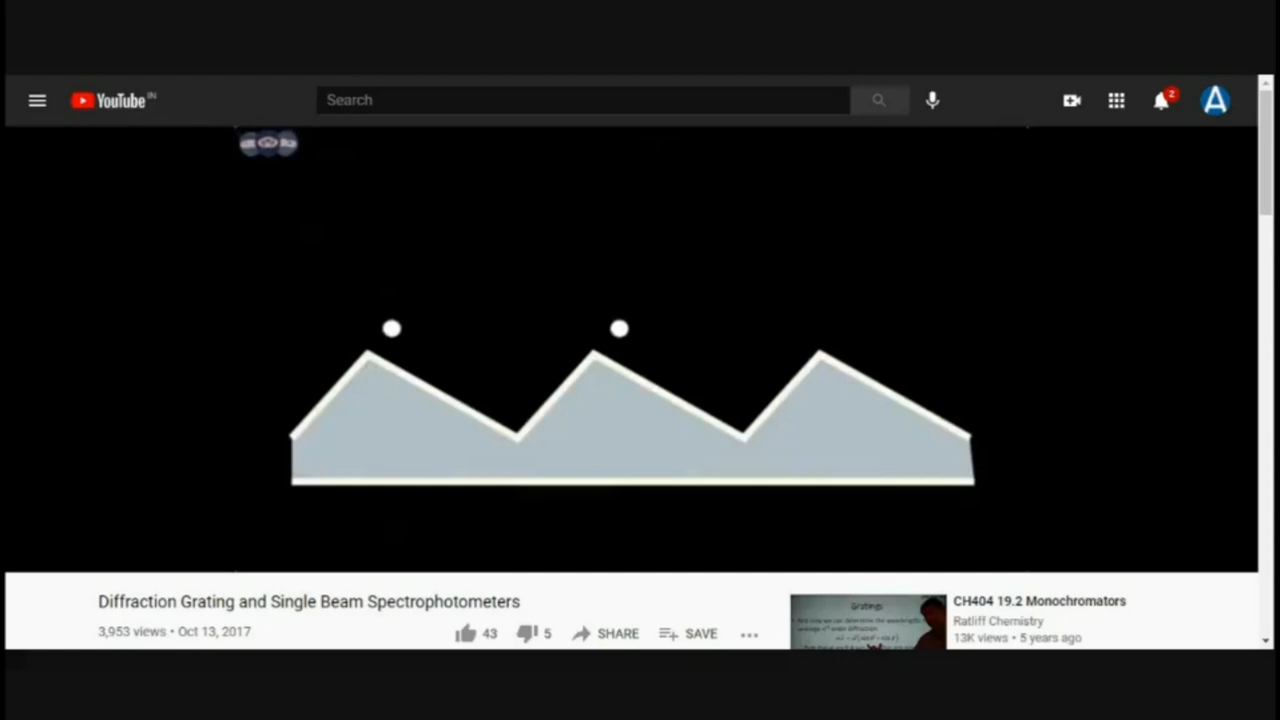 YouTube IN
Search
2
A
Diffraction Grating and Single Beam Spectrophotometers
3,953 views • Oct 13, 2017
43
5
SHARE
SAVE
Gratings
CH404 19.2 Monochromators
Ratliff Chemistry
13K views • 5 years ago